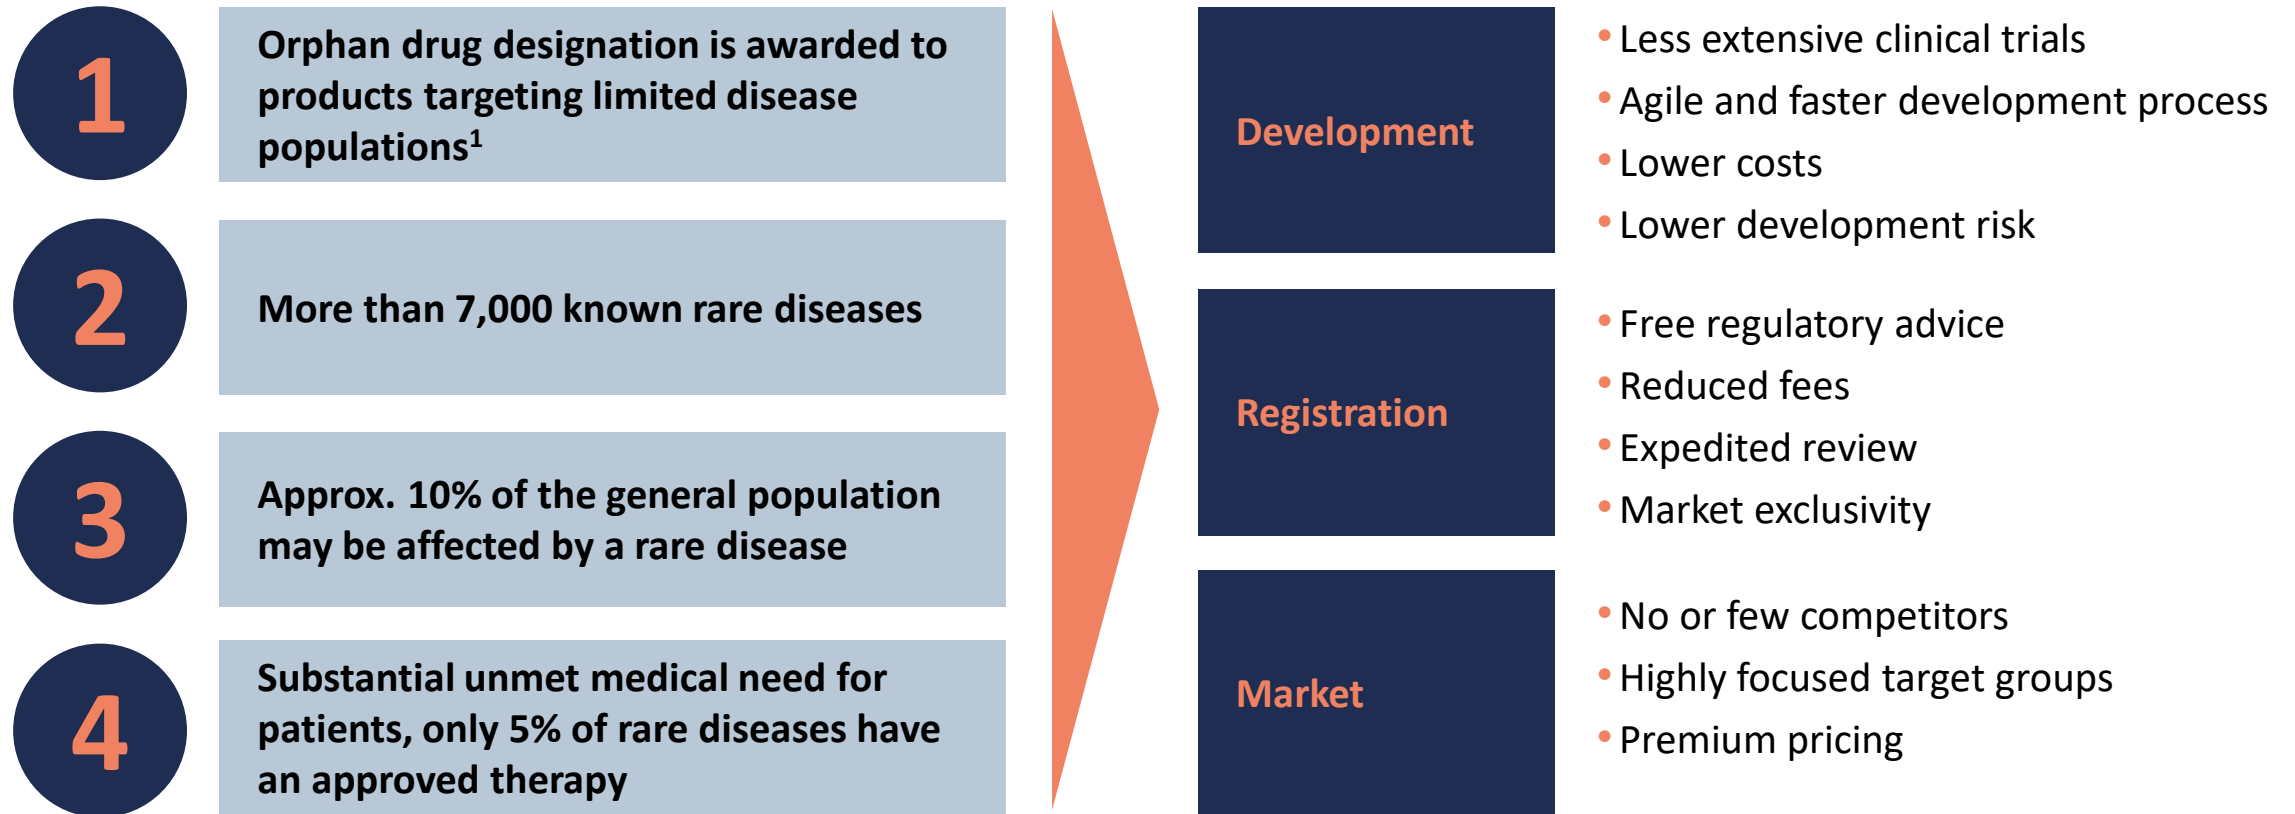 1
Orphan drug designation is awarded to
products targeting limited disease
populations¹
2
More than 7,000 known rare diseases
3
Approx. 10% of the general population
may be affected by a rare disease
4
Substantial unmet medical need for
patients, only 5% of rare diseases have
an approved therapy
Development
• Less extensive clinical trials
• Agile and faster development process
• Lower costs
• Lower development risk
Registration
• Free regulatory advice
• Reduced fees
• Expedited review
• Market exclusivity
Market
• No or few competitors
• Highly focused target groups
• Premium pricing